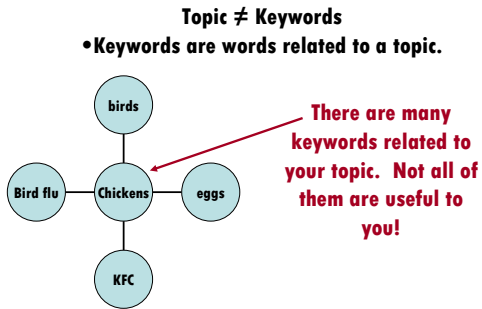 Topic ≠ Keywords
•Keywords are words related to a topic.
birds
There are many
keywords related to
your topic.  Not all of
them are useful to
you!
Bird flu
Chickens
eggs
KFC